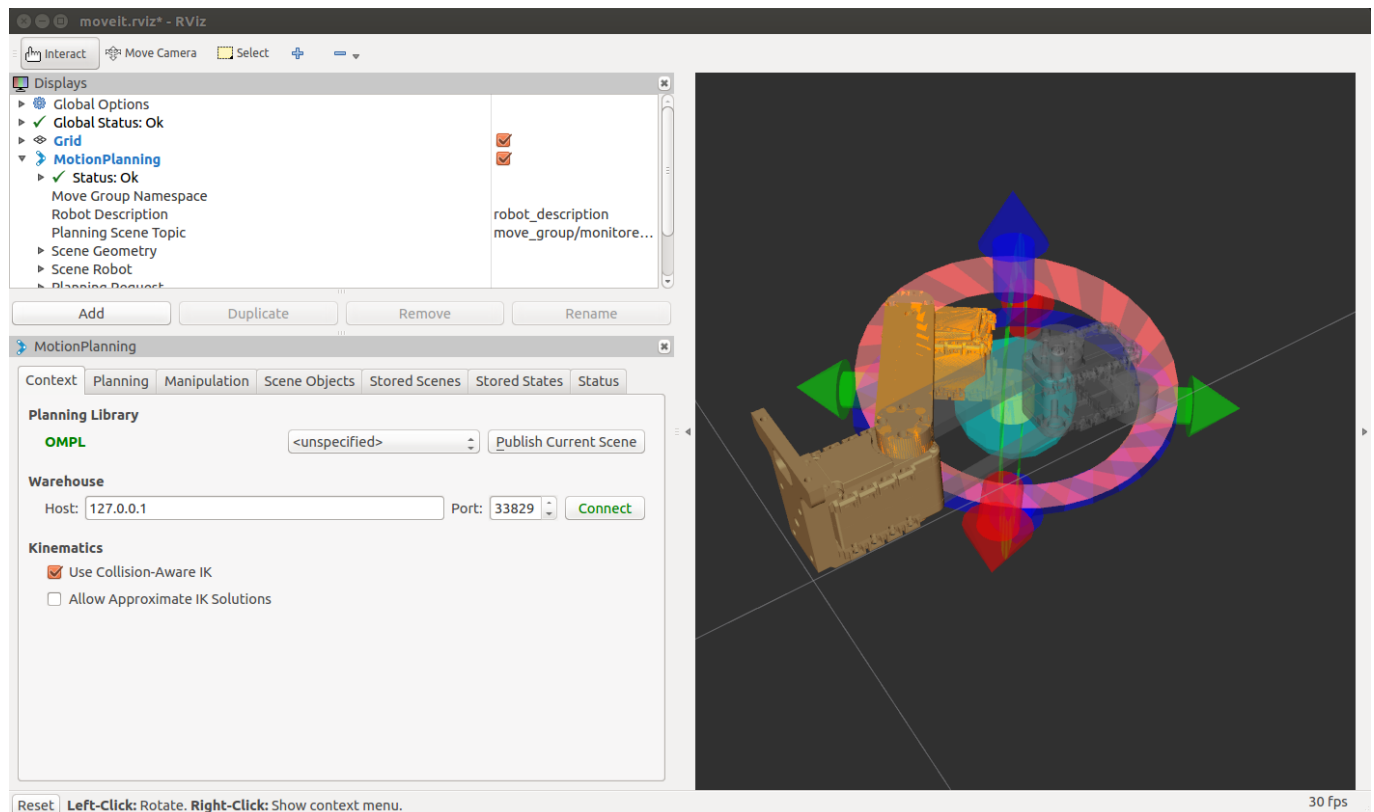 moveit.rviz* - RViz
Interact Move Camera Select
Displays
Global Options
Global Status: Ok
Grid
MotionPlanning
Status: Ok
Move Group Namespace
Robot Description robot_description
Planning Scene Topic move_group/monitore...
Scene Geometry
Scene Robot
Planning Request
Add Duplicate Remove Rename
MotionPlanning
Context Planning Manipulation Scene Objects Stored Scenes Stored States Status
Planning Library
OMPL <unspecified> Publish Current Scene
Warehouse
Host: 127.0.0.1 Port: 33829 Connect
Kinematics
Use Collision-Aware IK
Allow Approximate IK Solutions
Reset Left-Click: Rotate. Right-Click: Show context menu. 30 fps